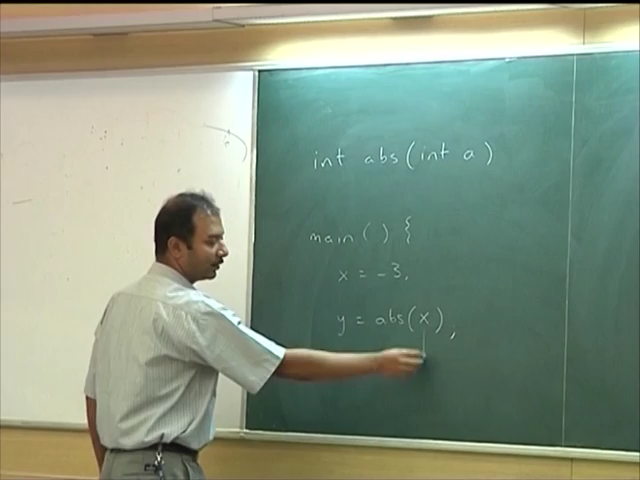 int abs(int a)
main() {
x = -3,
y = abs(x),